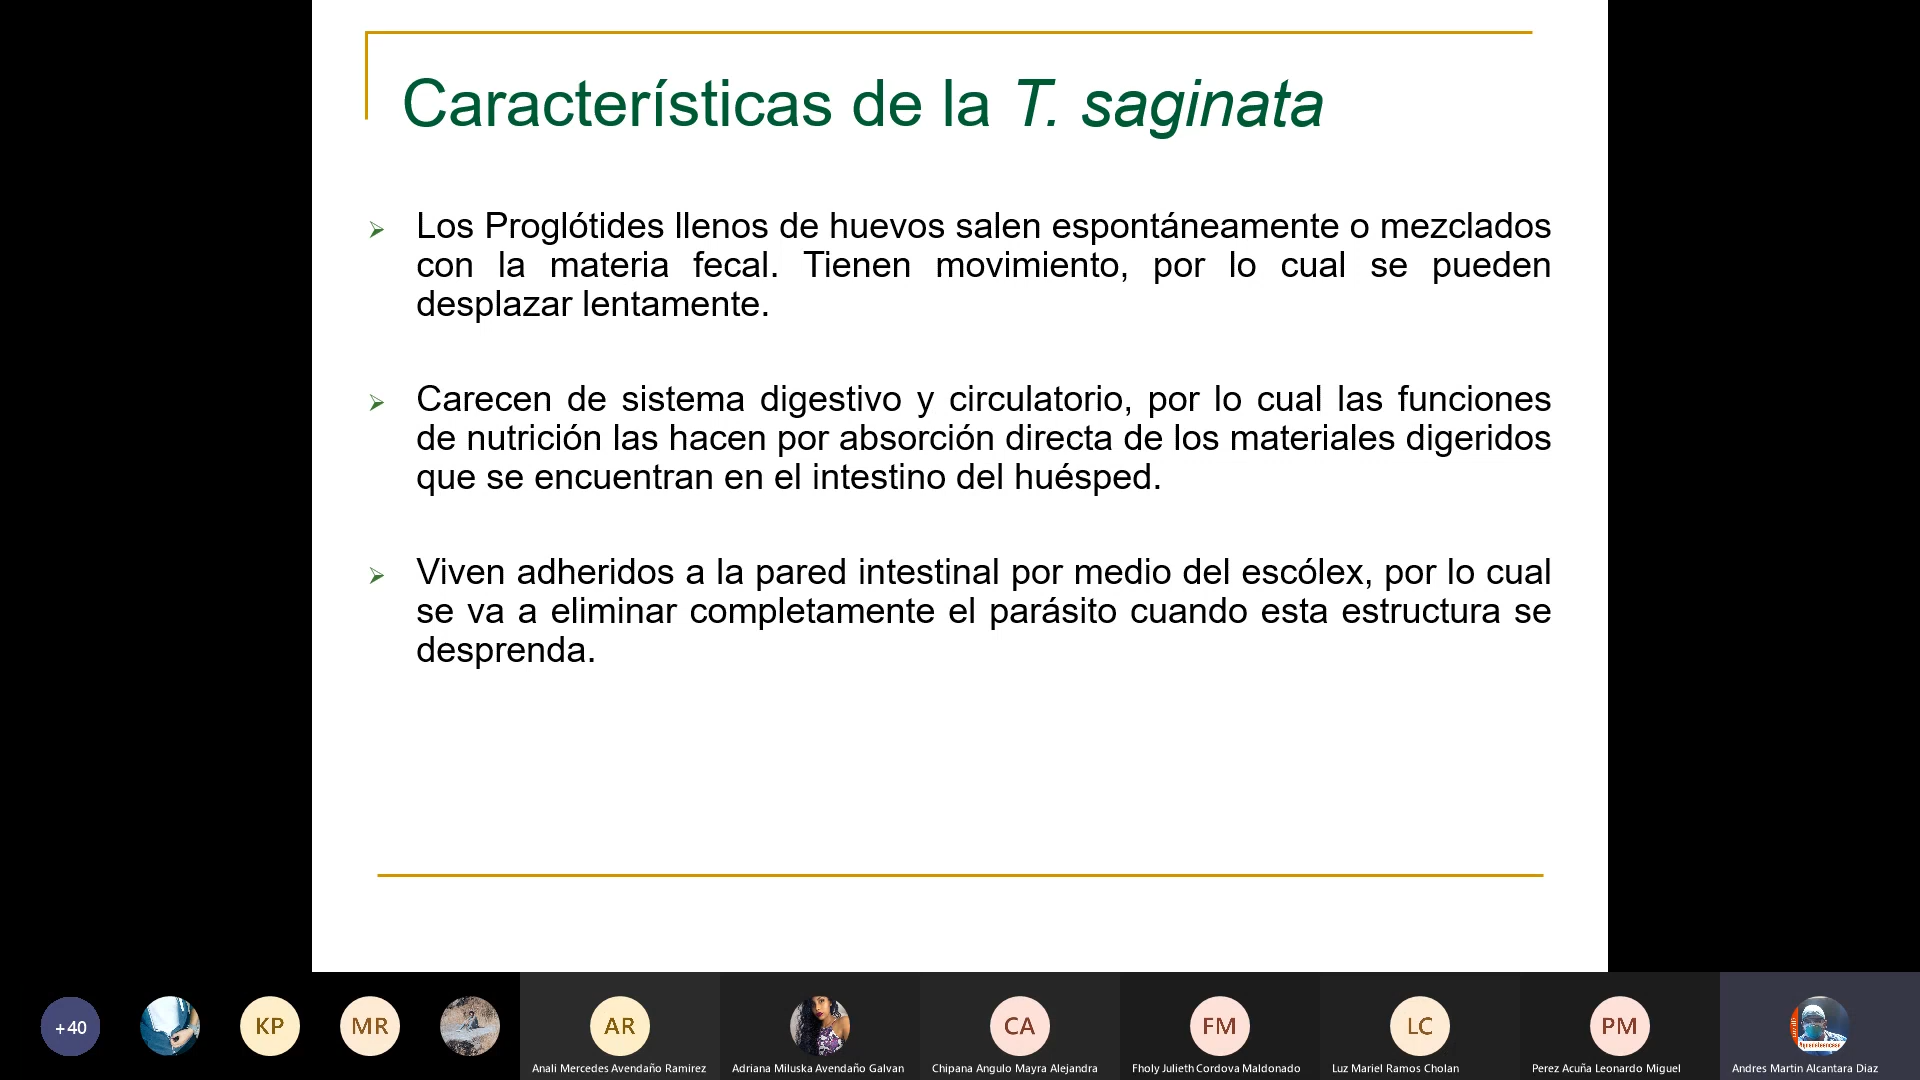 Características de la T. saginata
Los Proglótides llenos de huevos salen espontáneamente o mezclados
con la materia fecal. Tienen movimiento, por lo cual se pueden
desplazar lentamente.
Carecen de sistema digestivo y circulatorio, por lo cual las funciones
de nutrición las hacen por absorción directa de los materiales digeridos
que se encuentran en el intestino del huésped.
Viven adheridos a la pared intestinal por medio del escólex, por lo cual
se va a eliminar completamente el parásito cuando esta estructura se
desprenda.
+40
KP
MR
AR
Anali Mercedes Avendaño Ramirez
Adriana Miluska Avendaño Galvan
CA
Chipana Angulo Mayra Alejandra
FM
Fholy Julieth Cordova Maldonado
LC
Luz Mariel Ramos Cholan
PM
Perez Acuña Leonardo Miguel
Andres Martin Alcantara Diaz